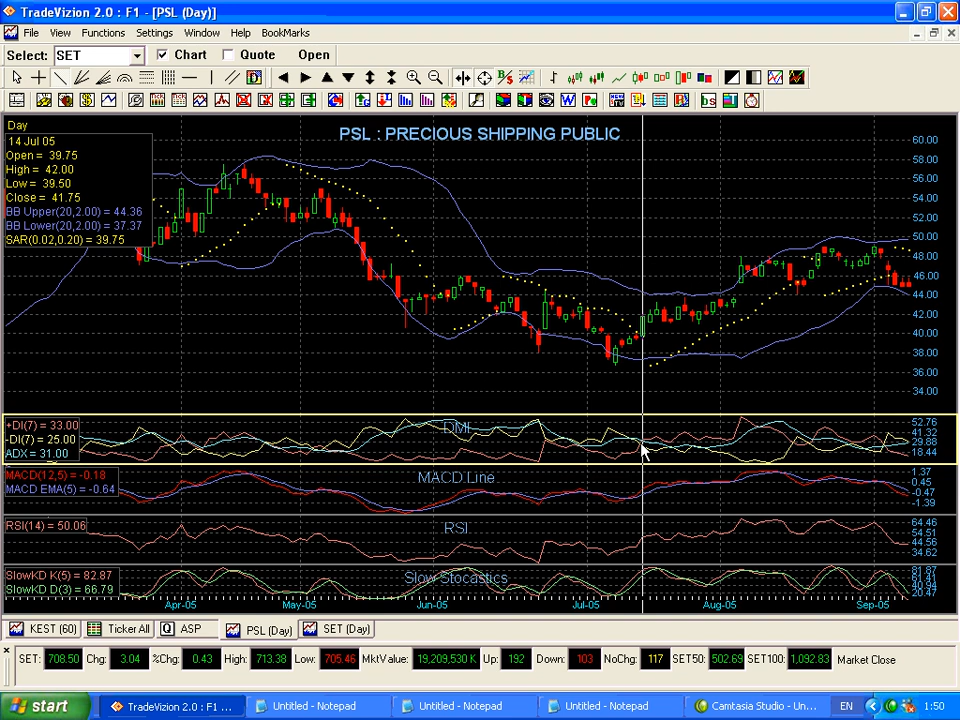 TradeVizion 2.0 : F1 - [PSL (Day)]
File View Functions Settings Window Help BookMarks
Select: SET Chart Quote Open
Day
PSL : PRECIOUS SHIPPING PUBLIC
14 Jul 05
Open = 39.75
High = 42.00
Low = 39.50
Close = 41.75
BB Upper(20,2.00) = 44.36
BB Lower(20,2.00) = 37.37
SAR(0.02,0.20) = 39.75
60.00
58.00
56.00
54.00
52.00
50.00
48.00
46.00
44.00
42.00
40.00
38.00
36.00
34.00
DMI
+DI(7) = 33.00
-DI(7) = 25.00
ADX = 31.00
52.76
41.32
29.88
18.44
MACD Line
MACD(12,5) = -0.18
MACD EMA(5) = -0.64
1.37
0.45
-0.47
-1.39
RSI
RSI(14) = 50.06
64.46
54.51
44.56
34.62
Slow Stocastics
SlowKD K(5) = 82.87
SlowKD D(3) = 66.79
81.87
61.41
40.94
20.47
Apr-05 May-05 Jun-05 Jul-05 Aug-05 Sep-05
KEST (60) Ticker All Q ASP PSL (Day) SET (Day)
SET: 708.50 Chg: 3.04 %Chg: 0.43 High: 713.38 Low: 705.46 MktValue: 19,209,530 K Up: 192 Down: 103 NoChg: 117 SET50: 502.69 SET100: 1,092.83 Market Close
start TradeVizion 2.0 : F1 ... Untitled - Notepad Untitled - Notepad Untitled - Notepad Camtasia Studio - Un... EN 1:50